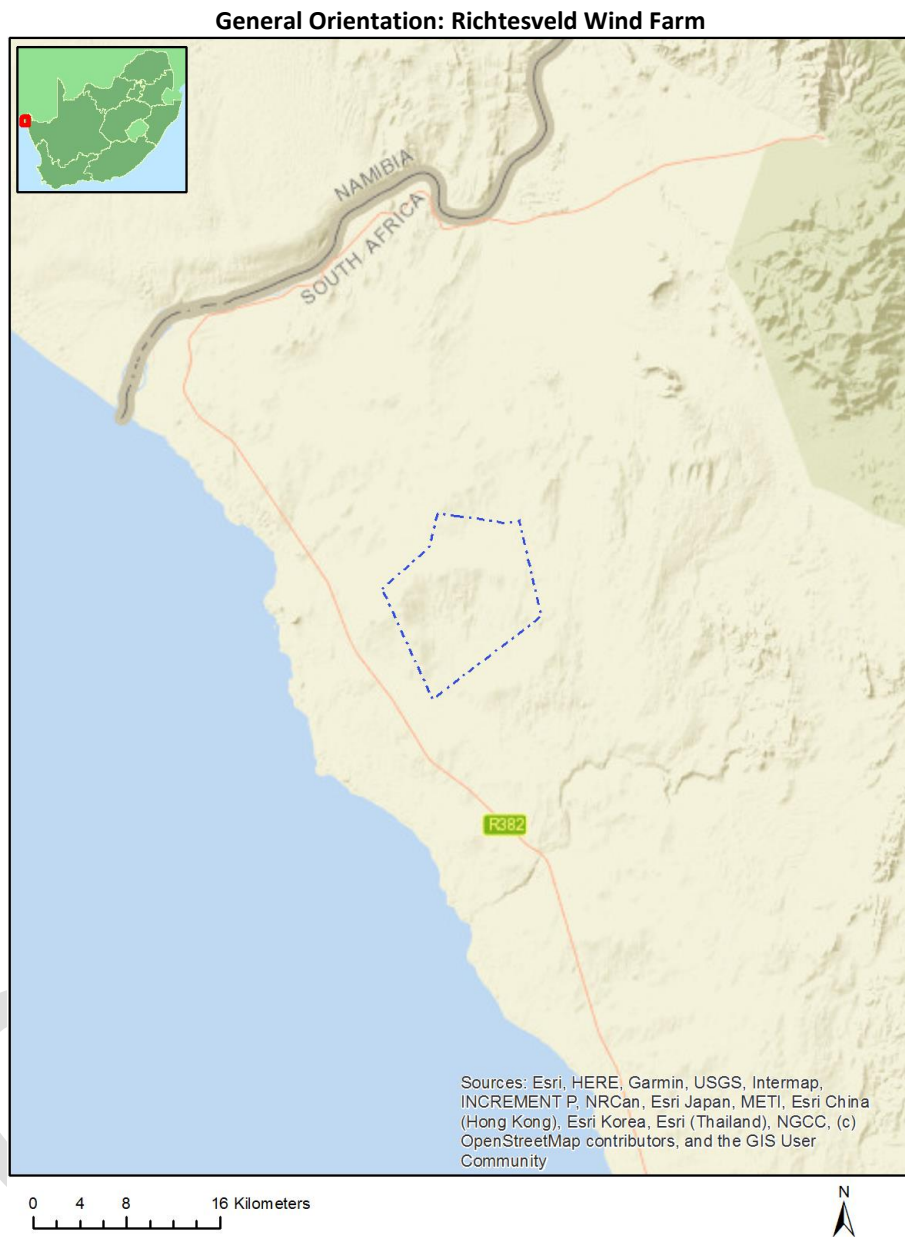 General Orientation: Richtesveld Wind Farm
NAMIBIA
SOUTH AFRICA
R382
Sources: Esri, HERE, Garmin, USGS, Intermap,
INCREMENT P, NRCan, Esri Japan, METI, Esri China
(Hong Kong), Esri Korea, Esri (Thailand), NGCC, (c)
OpenStreetMap contributors, and the GIS User
Community
0 4 8 16 Kilometers
N